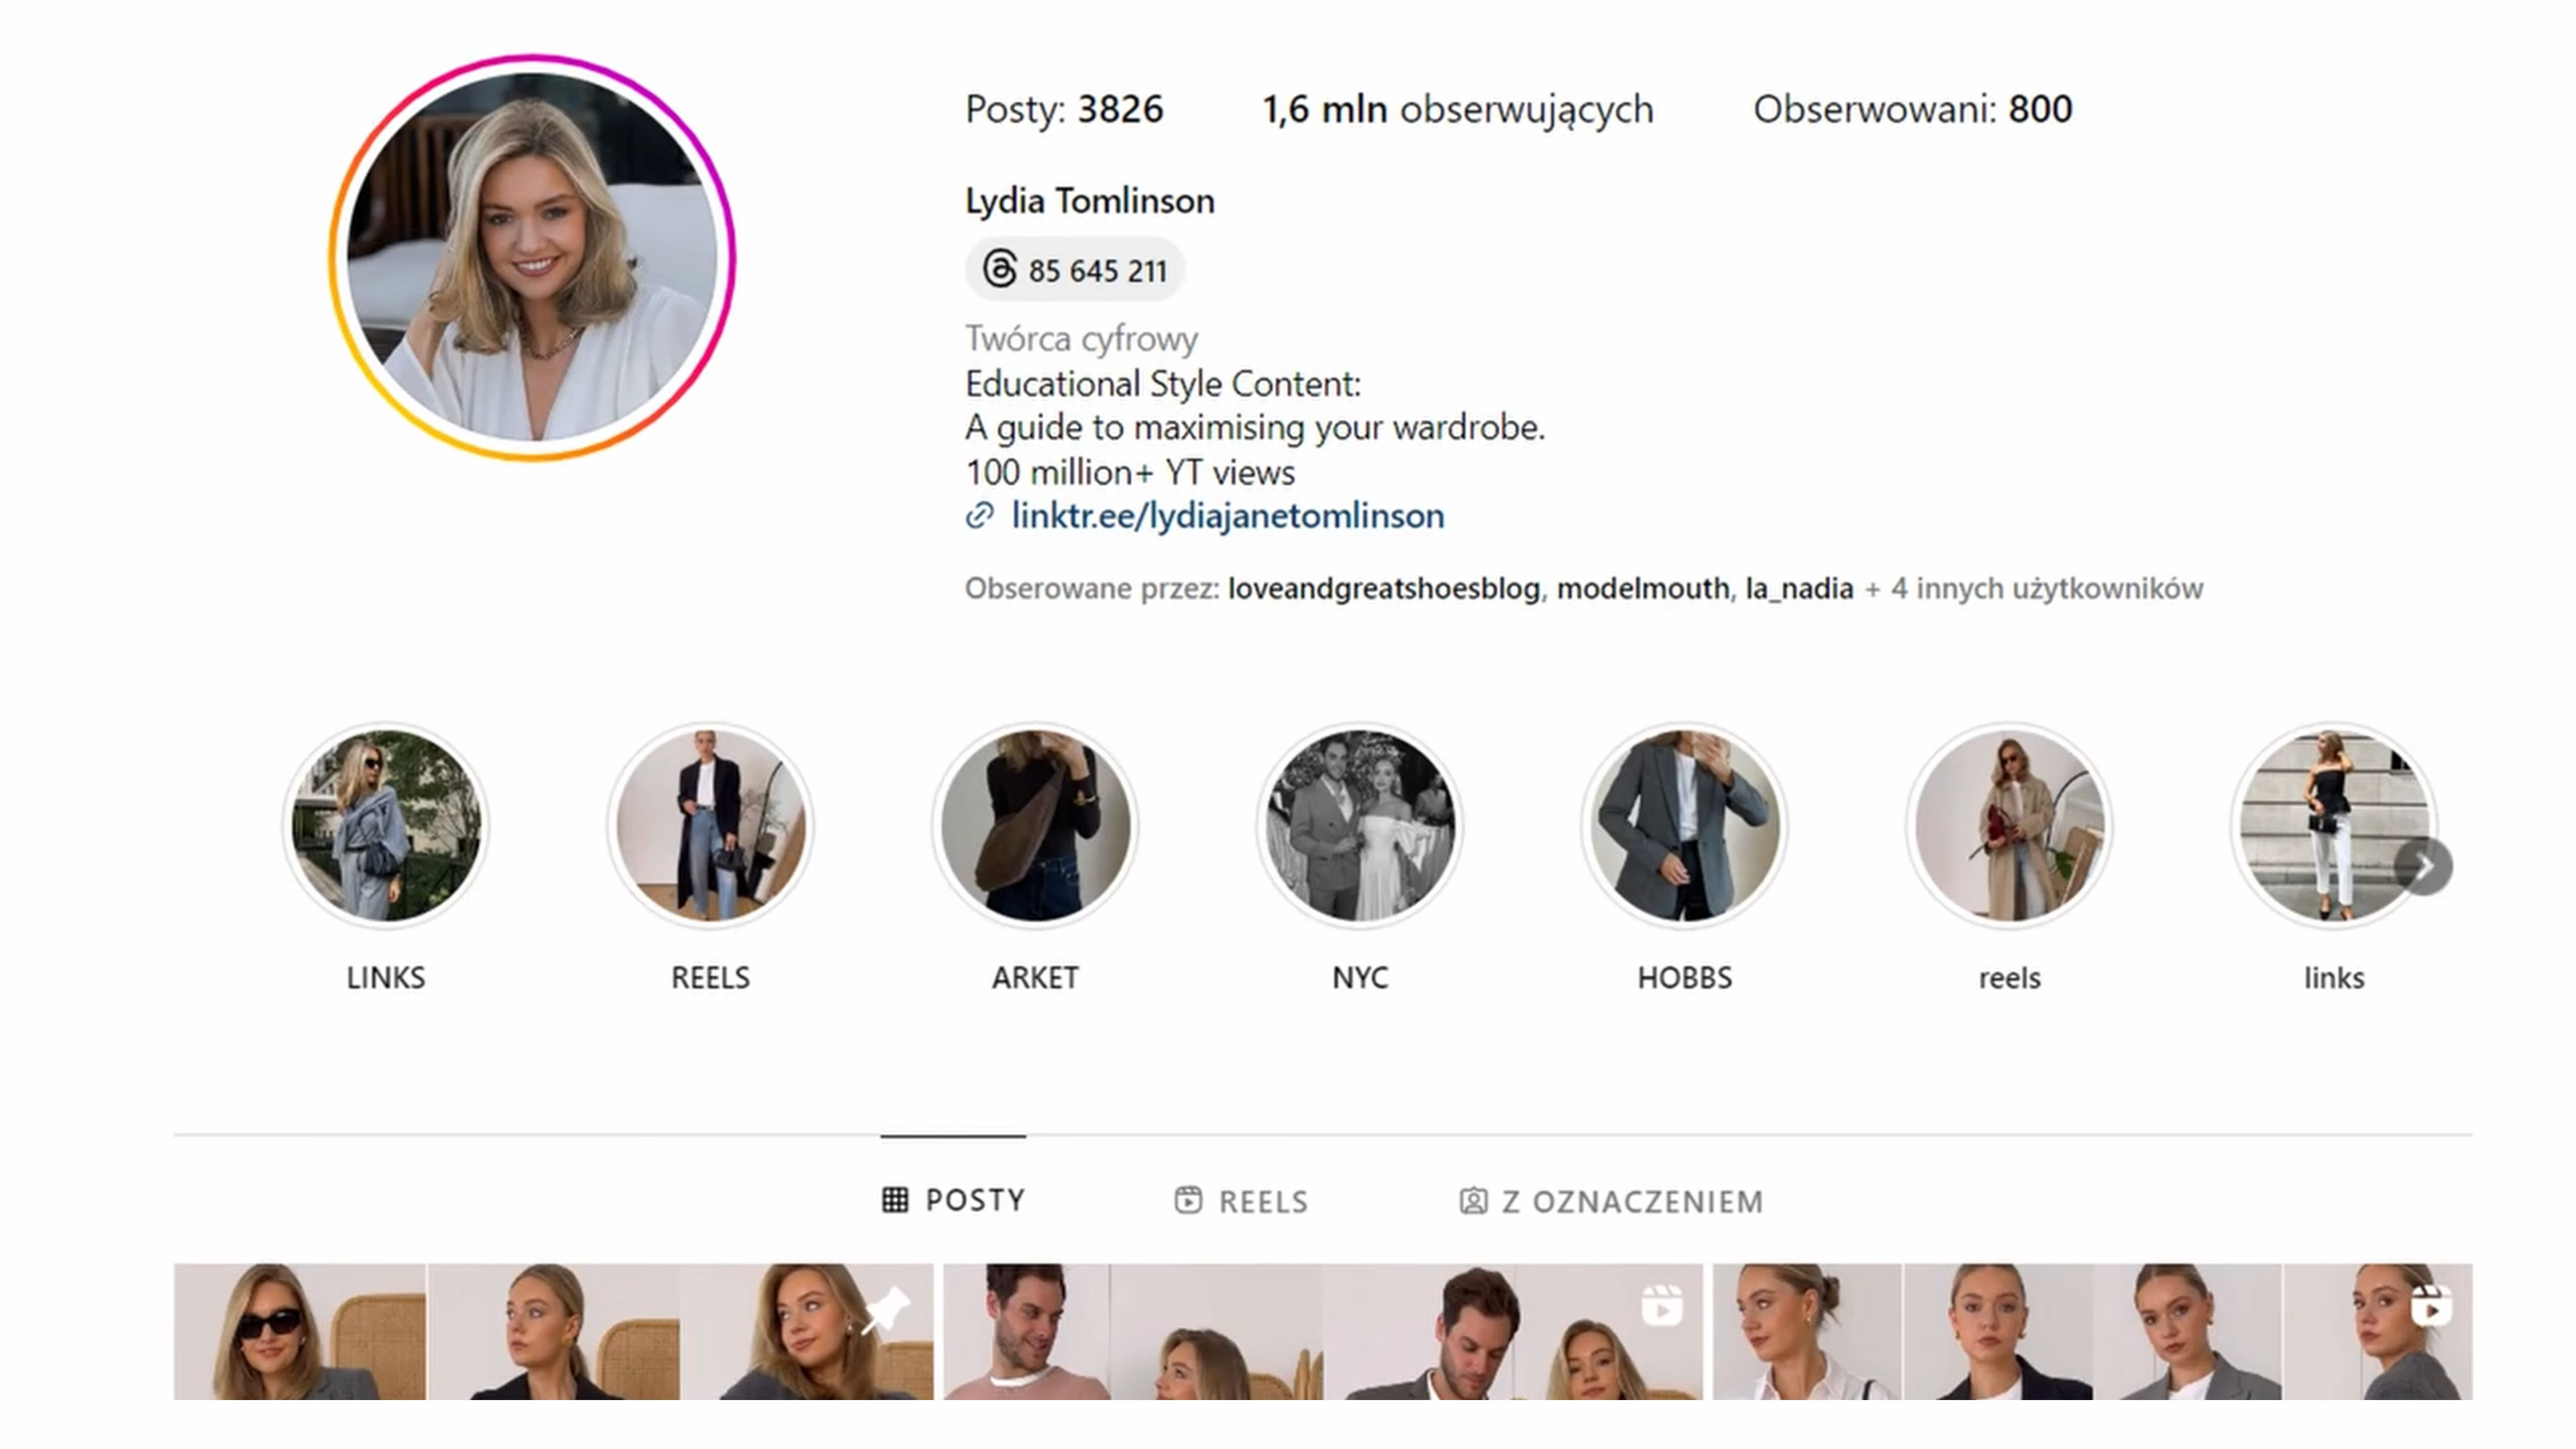 Posty: 3826 1,6 mln obserwujących Obserwowani: 800
Lydia Tomlinson
85 645 211
Twórca cyfrowy
Educational Style Content:
A guide to maximising your wardrobe.
100 million+ YT views
linktr.ee/lydiajanetomlinson
Obserowane przez: loveandgreatshoesblog, modelmouth, la_nadia + 4 innych użytkowników
LINKS REELS ARKET NYC HOBBS reels links
POSTY REELS Z OZNACZENIEM